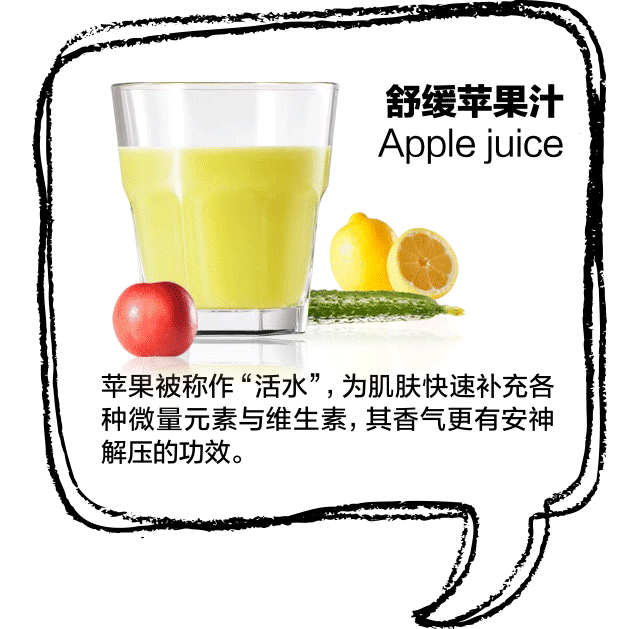 舒缓苹果汁
Apple juice
苹果被称作“活水”，为肌肤快速补充各
种微量元素与维生素，其香气更有安神
解压的功效。